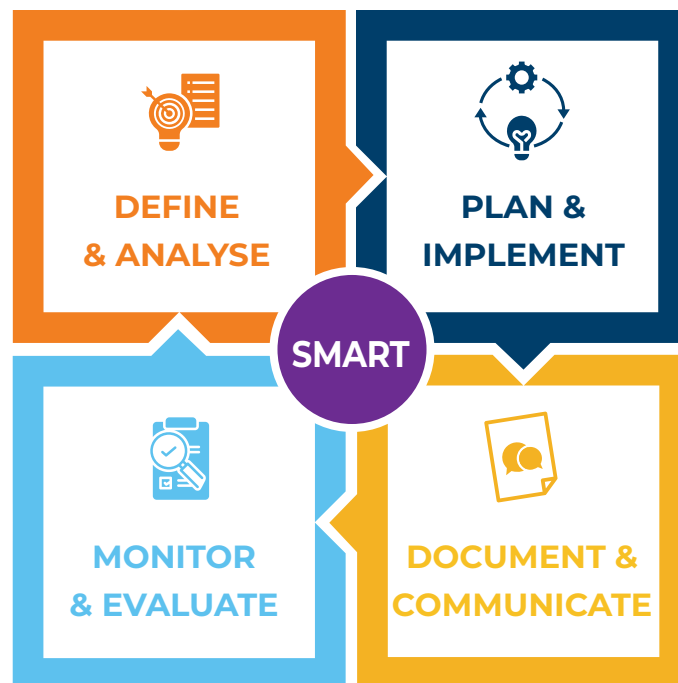 DEFINE
& ANALYSE
PLAN &
IMPLEMENT
SMART
MONITOR
& EVALUATE
DOCUMENT &
COMMUNICATE